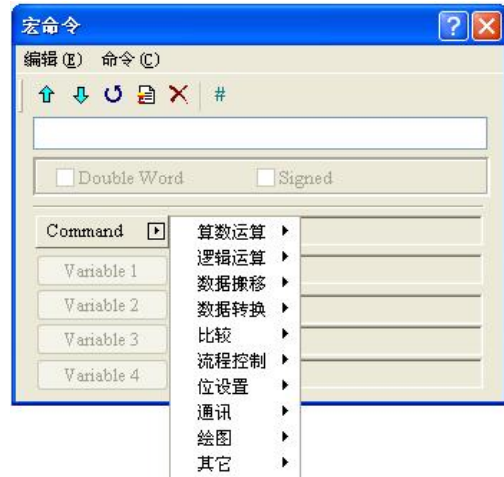 宏命令
编辑(E) 命令(C)
#
Double Word Signed
Command
算数运算
逻辑运算
Variable 1
数据搬移
数据转换
Variable 2
比较
Variable 3
流程控制
Variable 4
位设置
通讯
绘图
其它